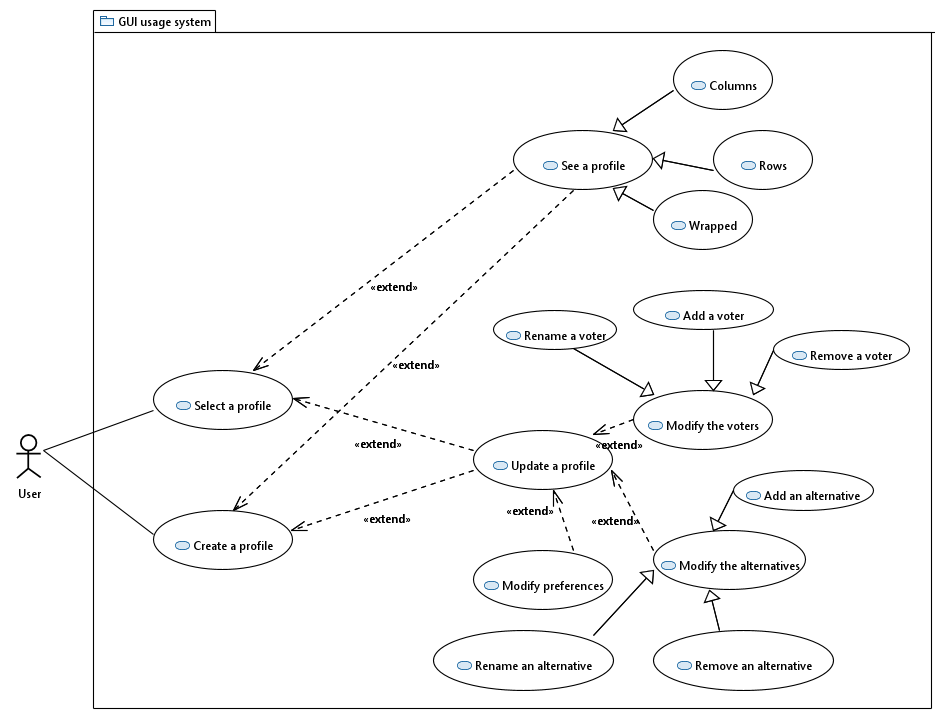 GUI usage system
Columns
See a profile
Rows
Wrapped
«extend»
Add a voter
Rename a voter
Remove a voter
«extend»
Select a profile
Modify the voters
«extend»
«extend»
Update a profile
User
Add an alternative
«extend»
«extend»
«extend»
Create a profile
Modify the alternatives
Modify preferences
Rename an alternative
Remove an alternative